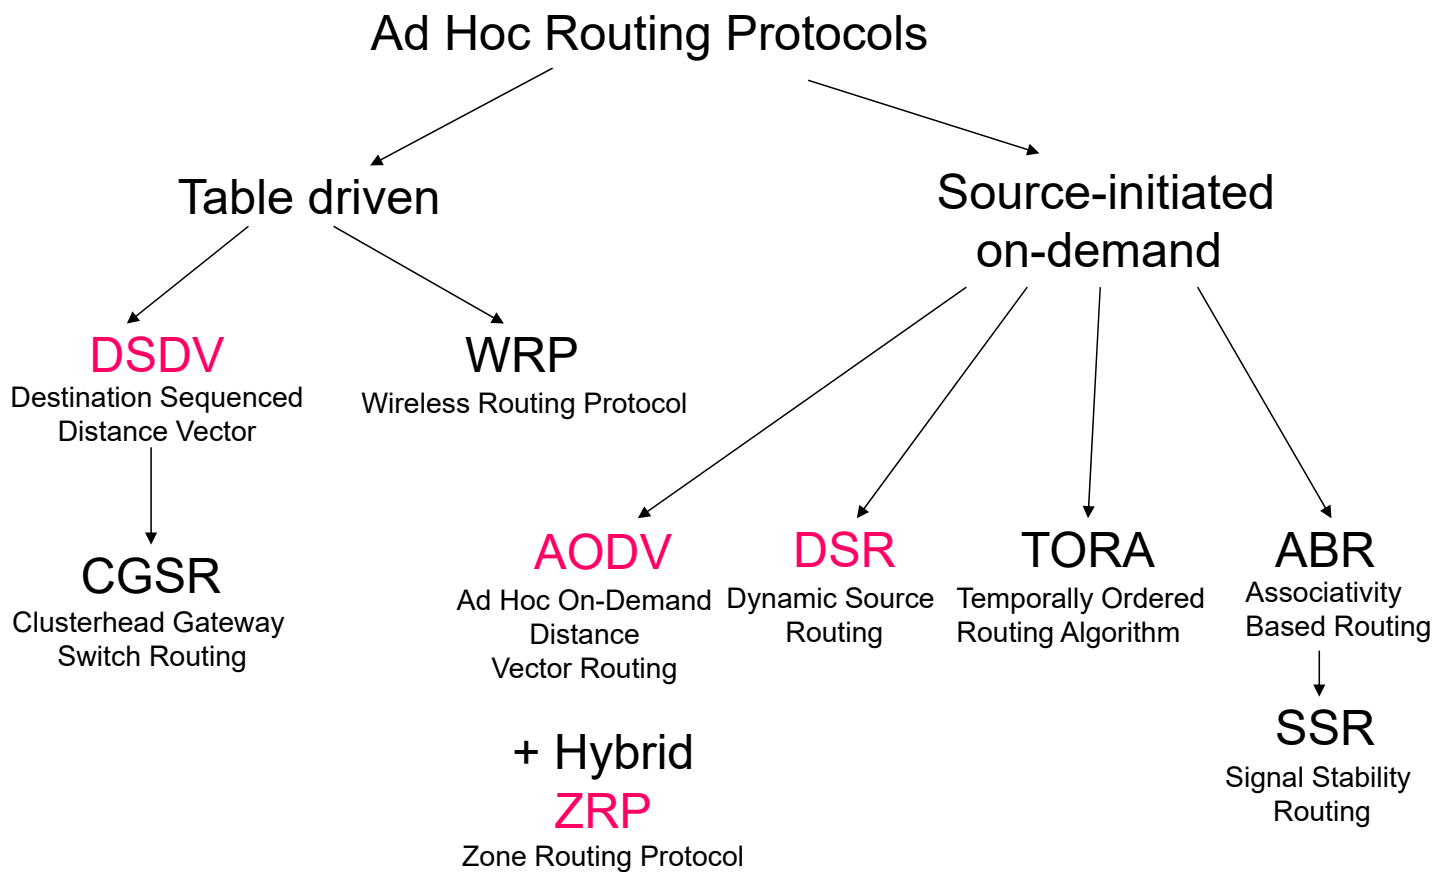 Ad Hoc Routing Protocols
Table driven
Source-initiated
on-demand
DSDV
Destination Sequenced
Distance Vector
WRP
Wireless Routing Protocol
CGSR
Clusterhead Gateway
Switch Routing
AODV
Ad Hoc On-Demand
Distance
Vector Routing
DSR
Dynamic Source
Routing
TORA
Temporally Ordered
Routing Algorithm
ABR
Associativity
Based Routing
SSR
Signal Stability
Routing
+ Hybrid
ZRP
Zone Routing Protocol